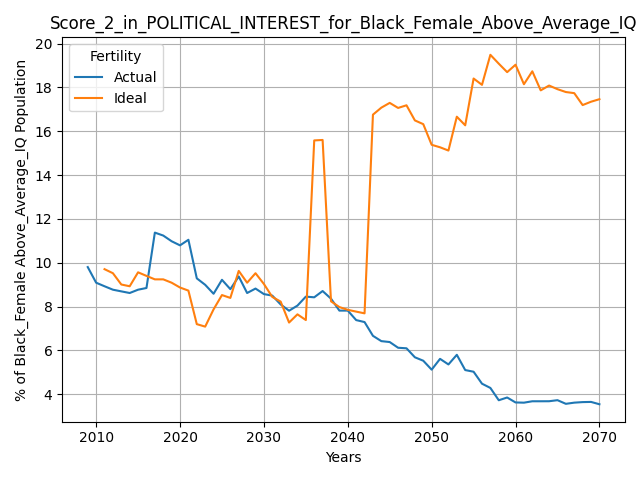 Score_2_in_POLITICAL_INTEREST_for_Black_Female_Above_Average_IQ
% of Black_Female Above_Average_IQ Population
20
18
16
14
12
10
8
6
4
Fertility
Actual
Ideal
2010 2020 2030 2040 2050 2060 2070
Years